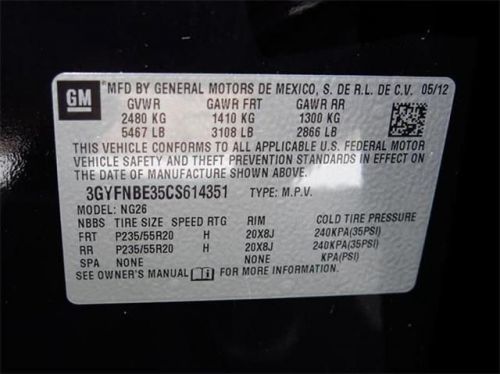 GM
MFD BY GENERAL MOTORS DE MEXICO, S. DE R.L. DE C.V. 05/12
GVWR GAWR FRT GAWR RR
2480 KG 1410 KG 1300 KG
5467 LB 3108 LB 2866 LB
THIS VEHICLE CONFORMS TO ALL APPLICABLE U.S. FEDERAL MOTOR
VEHICLE SAFETY AND THEFT PREVENTION STANDARDS IN EFFECT ON THE
DATE OF MANUFACTURE SHOWN ABOVE.
3GYFNBE35CS614351 TYPE: M.P.V.
MODEL: NG26
NBBS TIRE SIZE SPEED RTG RIM COLD TIRE PRESSURE
FRT P235/55R20 H 20X8J 240KPA(35PSI)
RR P235/55R20 H 20X8J 240KPA(35PSI)
SPA NONE NONE KPA(PSI)
SEE OWNER'S MANUAL FOR MORE INFORMATION.